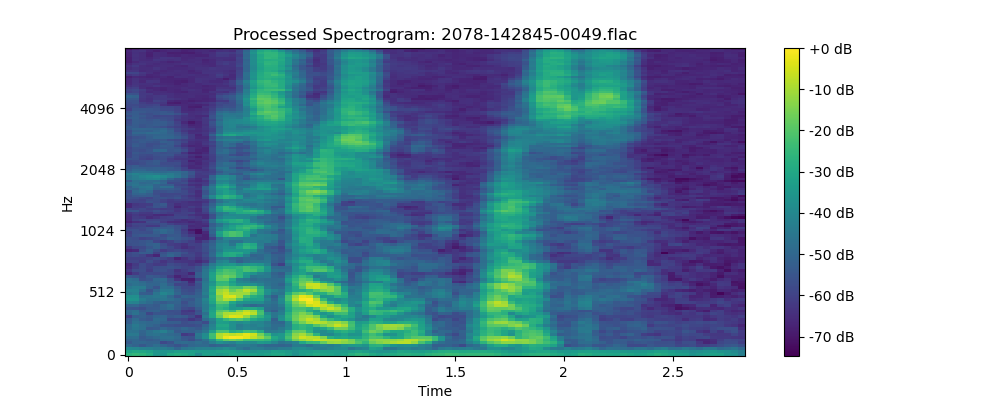 Processed Spectrogram: 2078-142845-0049.flac
+0 dB
4096
-10 dB
-20 dB
2048
-30 dB
Hz
1024
-40 dB
-50 dB
512
-60 dB
-70 dB
0
0 0.5 1 1.5 2 2.5
Time